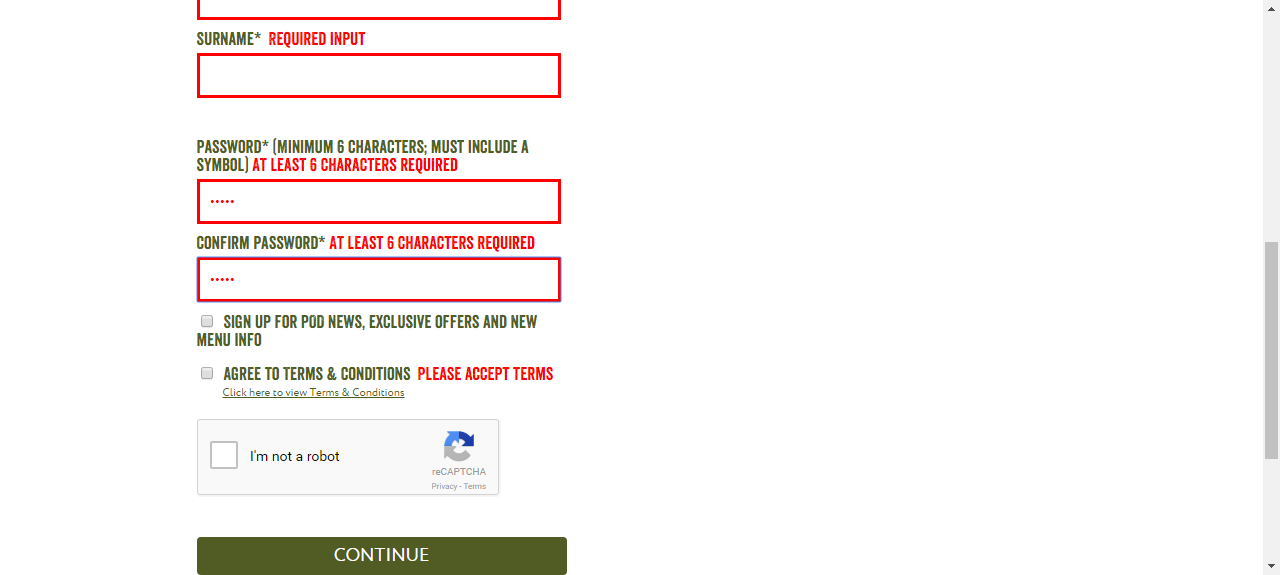 SURNAME* REQUIRED INPUT
PASSWORD* (MINIMUM 6 CHARACTERS; MUST INCLUDE A
SYMBOL) AT LEAST 6 CHARACTERS REQUIRED
•••••
CONFIRM PASSWORD* AT LEAST 6 CHARACTERS REQUIRED
•••••
SIGN UP FOR POD NEWS, EXCLUSIVE OFFERS AND NEW
MENU INFO
AGREE TO TERMS & CONDITIONS PLEASE ACCEPT TERMS
Click here to view Terms & Conditions
I'm not a robot
reCAPTCHA
Privacy - Terms
CONTINUE